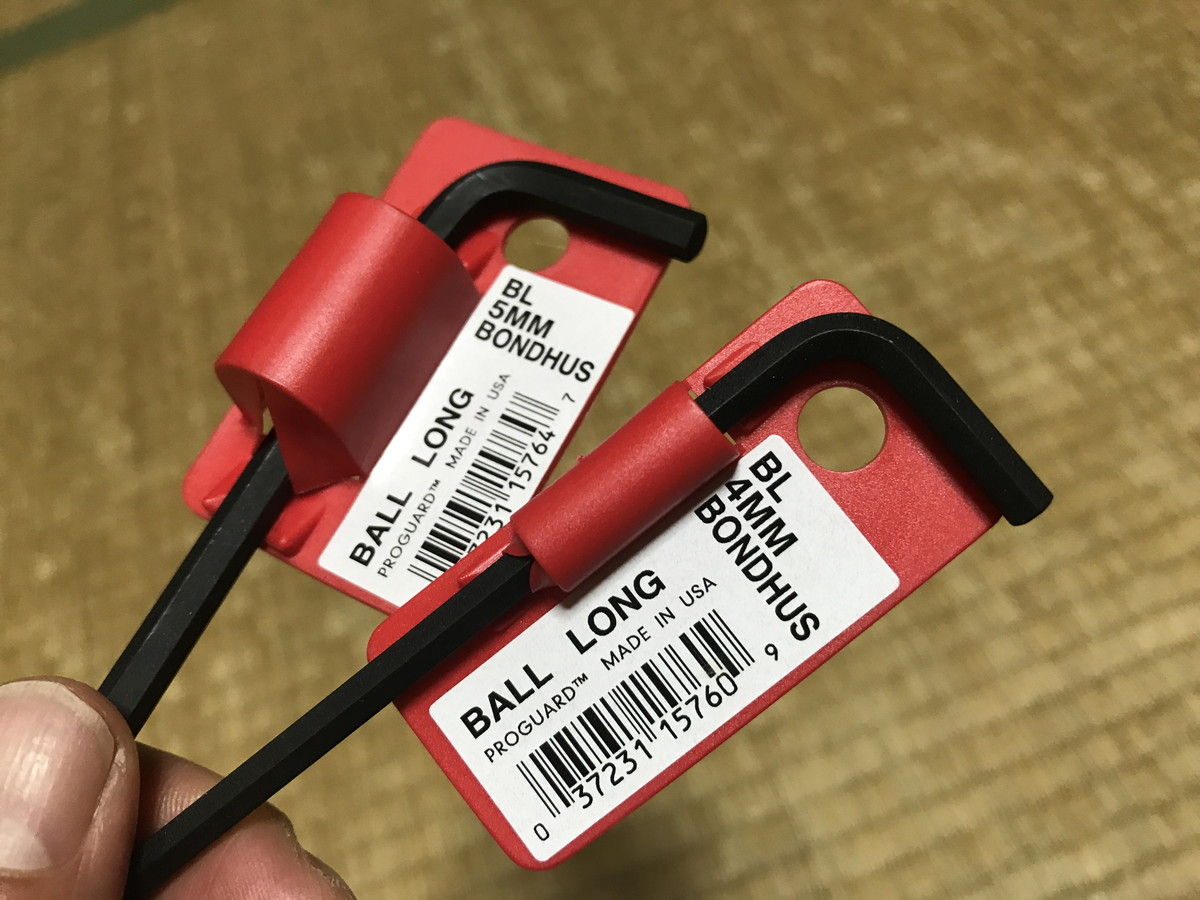 BL
5MM
BONDHUS
BALL LONG
PROGUARD™ MADE IN USA
15764 7
BL
4MM
BONDHUS
BALL LONG
PROGUARD™ MADE IN USA
0 37231 15760 9